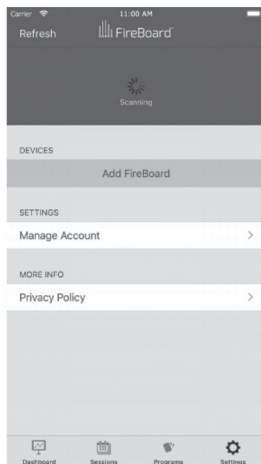 Carrier 11:00 AM
Refresh FireBoard
Scanning
DEVICES
Add FireBoard
SETTINGS
Manage Account
MORE INFO
Privacy Policy
Dashboard Sessions Programs Settings